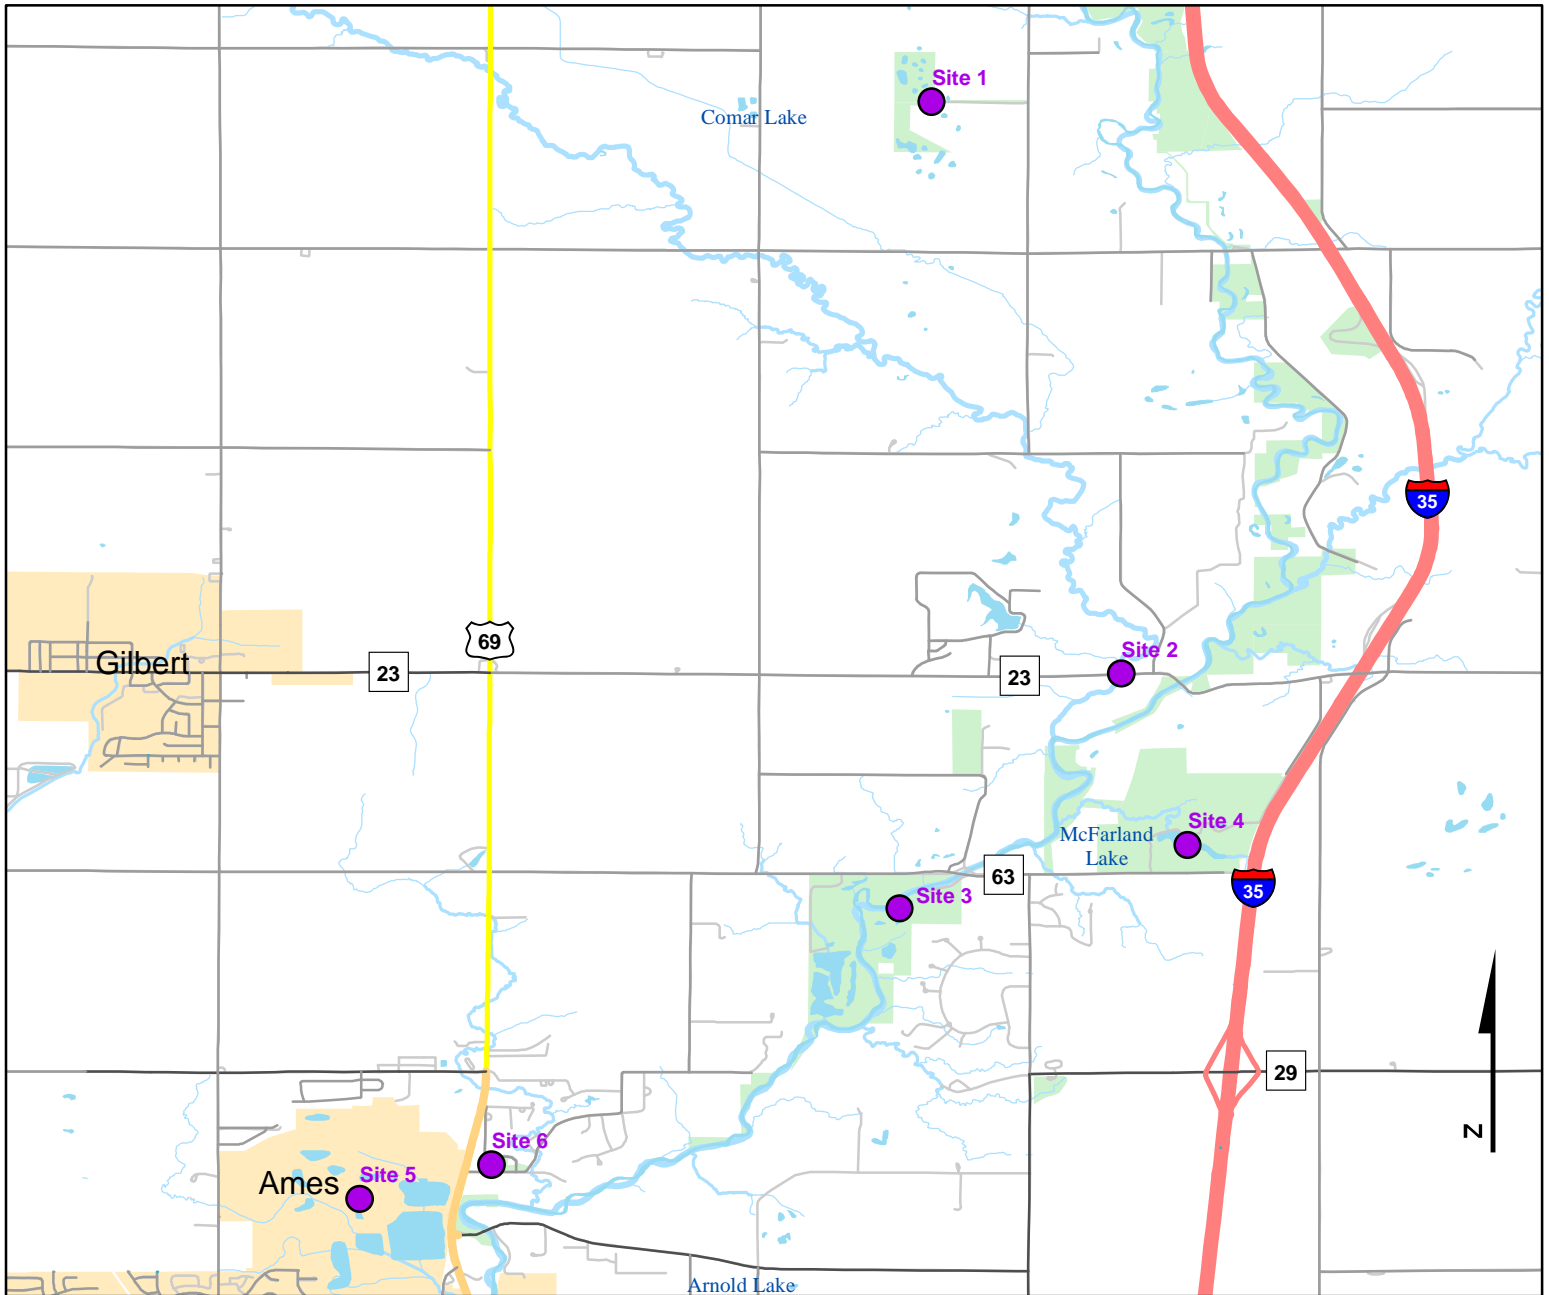 Site 1
Comar Lake
35
69
Gilbert
23
Site 2
23
Site 4
McFarland
Lake
63
35
Site 3
29
N
Site 6
Site 5
Ames
Arnold Lake